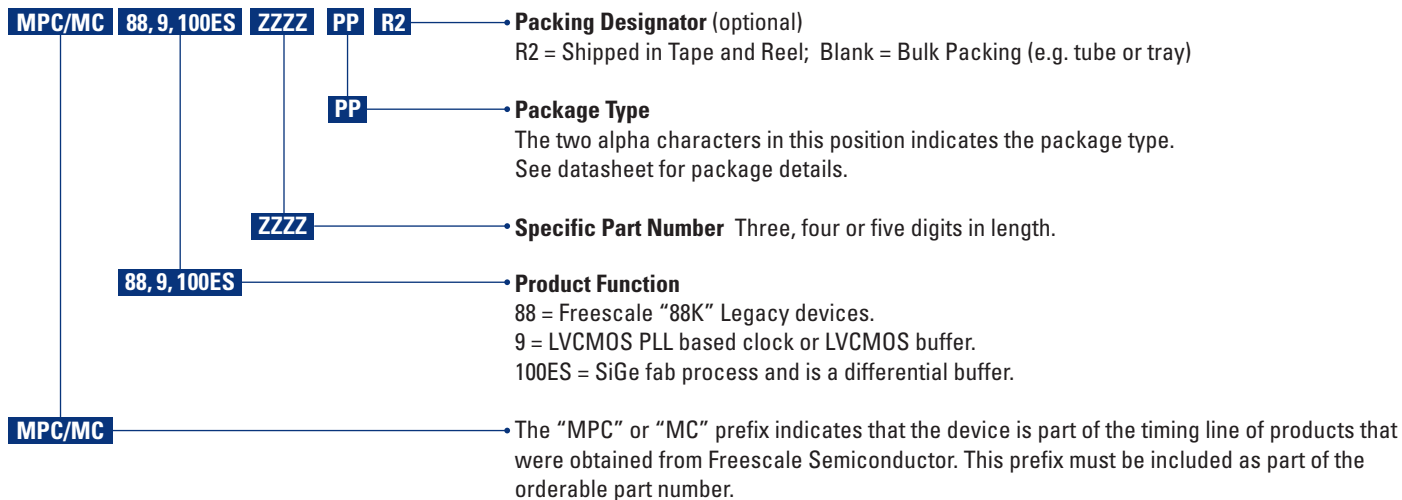 MPC/MC 88, 9, 100ES ZZZZ PP R2 Packing Designator (optional)
R2 = Shipped in Tape and Reel; Blank = Bulk Packing (e.g. tube or tray)
PP Package Type
The two alpha characters in this position indicates the package type.
See datasheet for package details.
ZZZZ Specific Part Number Three, four or five digits in length.
88, 9, 100ES Product Function
88 = Freescale “88K” Legacy devices.
9 = LVCMOS PLL based clock or LVCMOS buffer.
100ES = SiGe fab process and is a differential buffer.
MPC/MC The “MPC” or “MC” prefix indicates that the device is part of the timing line of products that
were obtained from Freescale Semiconductor. This prefix must be included as part of the
orderable part number.